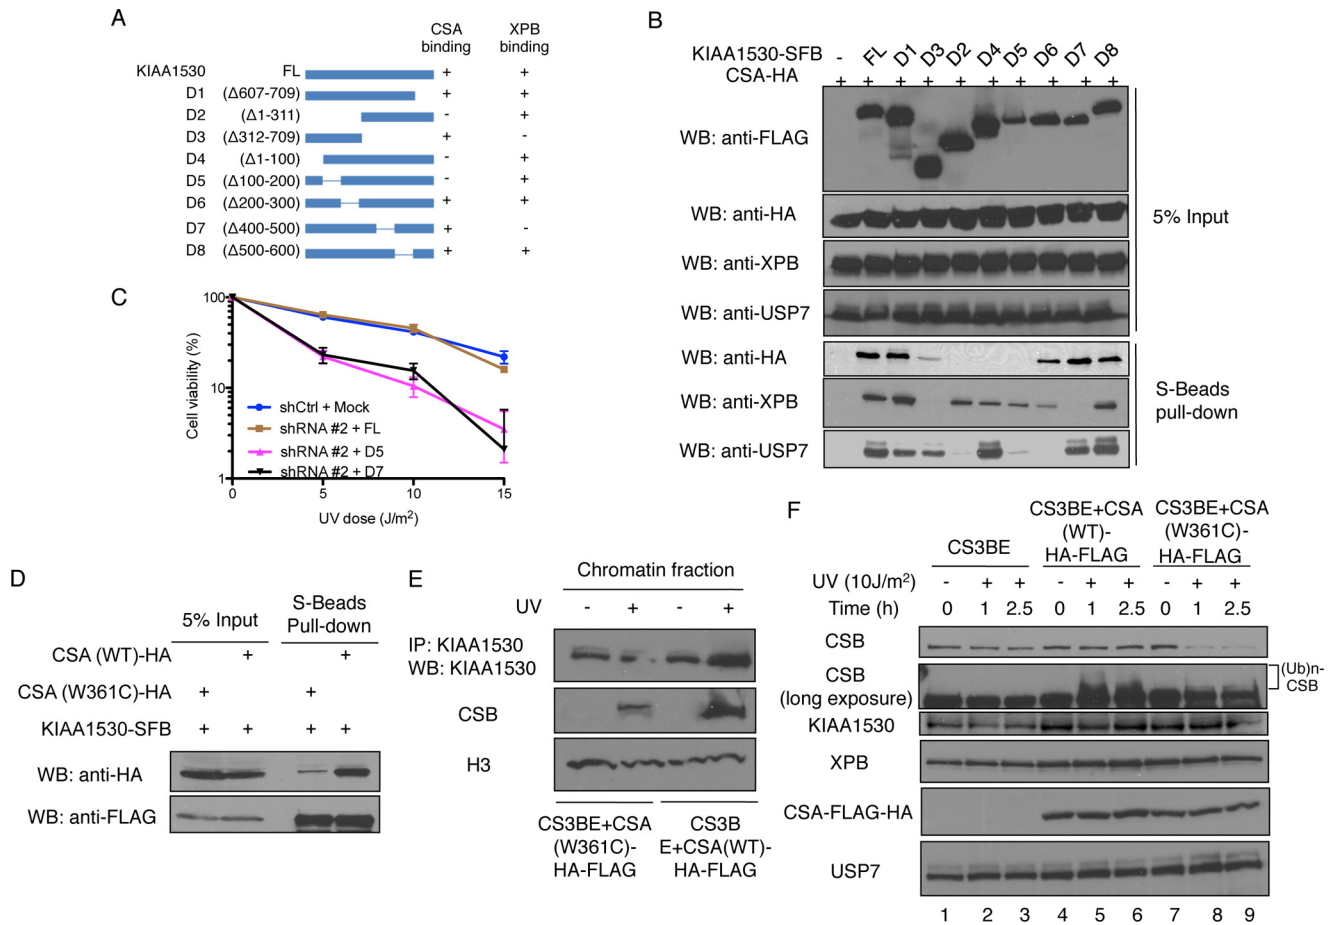 A
CSA binding
XPB binding
KIAA1530 FL + +
D1 (Δ607-709) + +
D2 (Δ1-311) - +
D3 (Δ312-709) + -
D4 (Δ1-100) - +
D5 (Δ100-200) - +
D6 (Δ200-300) + +
D7 (Δ400-500) + -
D8 (Δ500-600) + +
B
KIAA1530-SFB - FL D1 D3 D2 D4 D5 D6 D7 D8
CSA-HA + + + + + + + + + +
WB: anti-FLAG
WB: anti-HA
WB: anti-XPB
WB: anti-USP7
5% Input
WB: anti-HA
WB: anti-XPB
WB: anti-USP7
S-Beads
pull-down
C
Cell viability (%)
100
10
1
shCtrl + Mock
shRNA #2 + FL
shRNA #2 + D5
shRNA #2 + D7
0 5 10 15
UV dose (J/m²)
D
5% Input
S-Beads
Pull-down
CSA (WT)-HA + +
CSA (W361C)-HA + +
KIAA1530-SFB + + + +
WB: anti-HA
WB: anti-FLAG
E
Chromatin fraction
UV - + - +
IP: KIAA1530
WB: KIAA1530
CSB
H3
CS3BE+CSA
(W361C)-
HA-FLAG
CS3B
E+CSA(WT)-
HA-FLAG
F
CS3BE
CS3BE+CSA
(WT)-
HA-FLAG
CS3BE+CSA
(W361C)-
HA-FLAG
UV (10J/m²) - + + - + + - + +
Time (h) 0 1 2.5 0 1 2.5 0 1 2.5
CSB
CSB
(long exposure)
(Ub)n-
CSB
KIAA1530
XPB
CSA-FLAG-HA
USP7
1 2 3 4 5 6 7 8 9